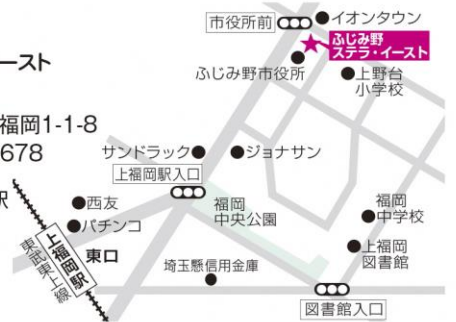 市役所前
イオンタウン
ふじみ野
ステラ・イースト
ふじみ野市役所
上野台
小学校
イースト
福岡1-1-8
678
サンドラック
ジョナサン
上福岡駅入口
駅
西友
パチンコ
福岡
中央公園
福岡
中学校
上福岡
図書館
上福岡駅
東武東上線
東口
埼玉懸信用金庫
図書館入口